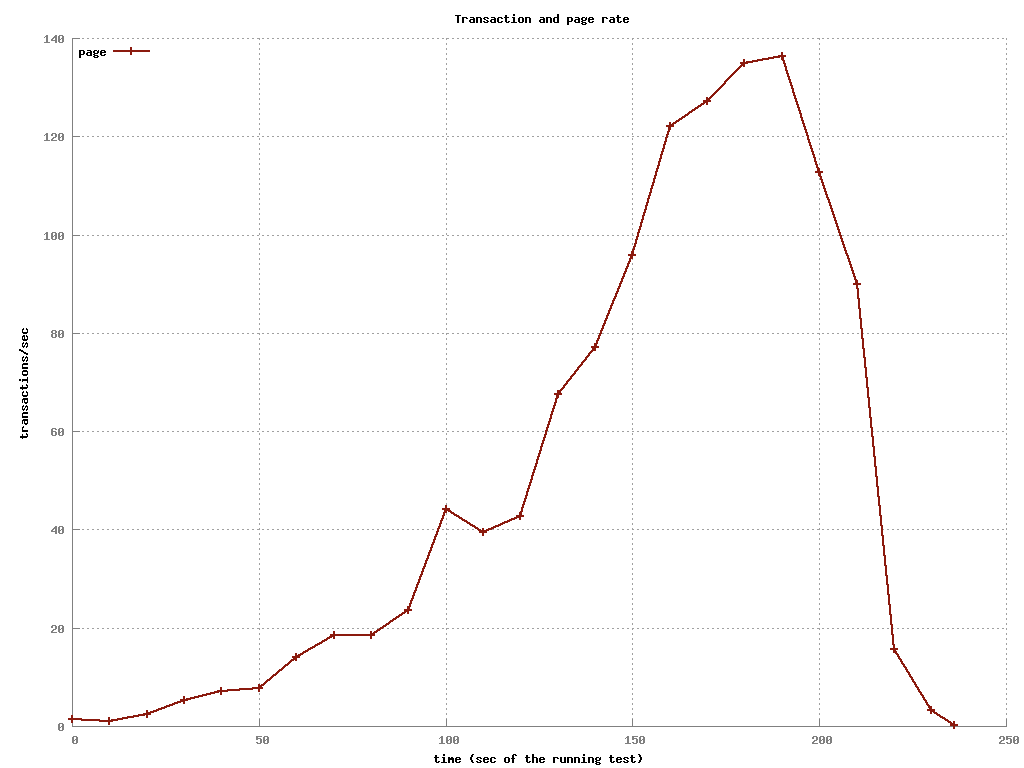 Transaction and page rate
page
140
120
100
80
60
40
20
0
transactions/sec
0 50 100 150 200 250
time (sec of the running test)